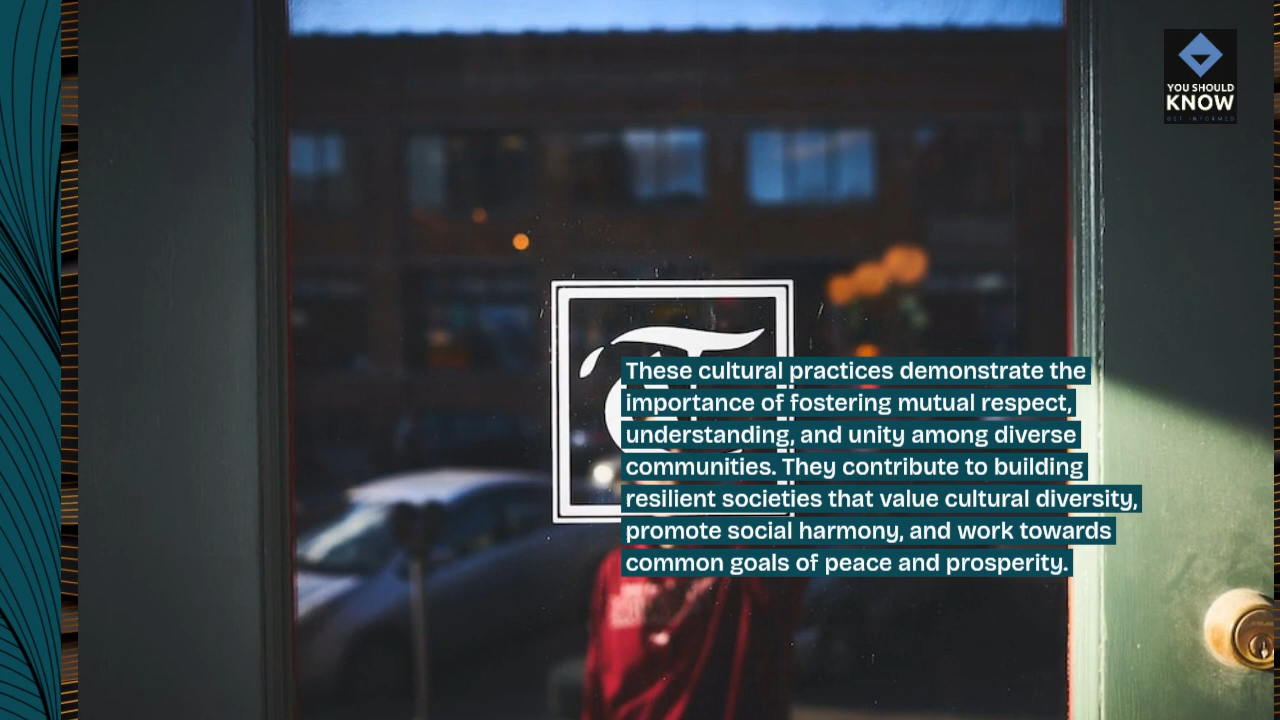 YOU SHOULD
KNOW
GET INFORMED
These cultural practices demonstrate the
importance of fostering mutual respect,
understanding, and unity among diverse
communities. They contribute to building
resilient societies that value cultural diversity,
promote social harmony, and work towards
common goals of peace and prosperity.